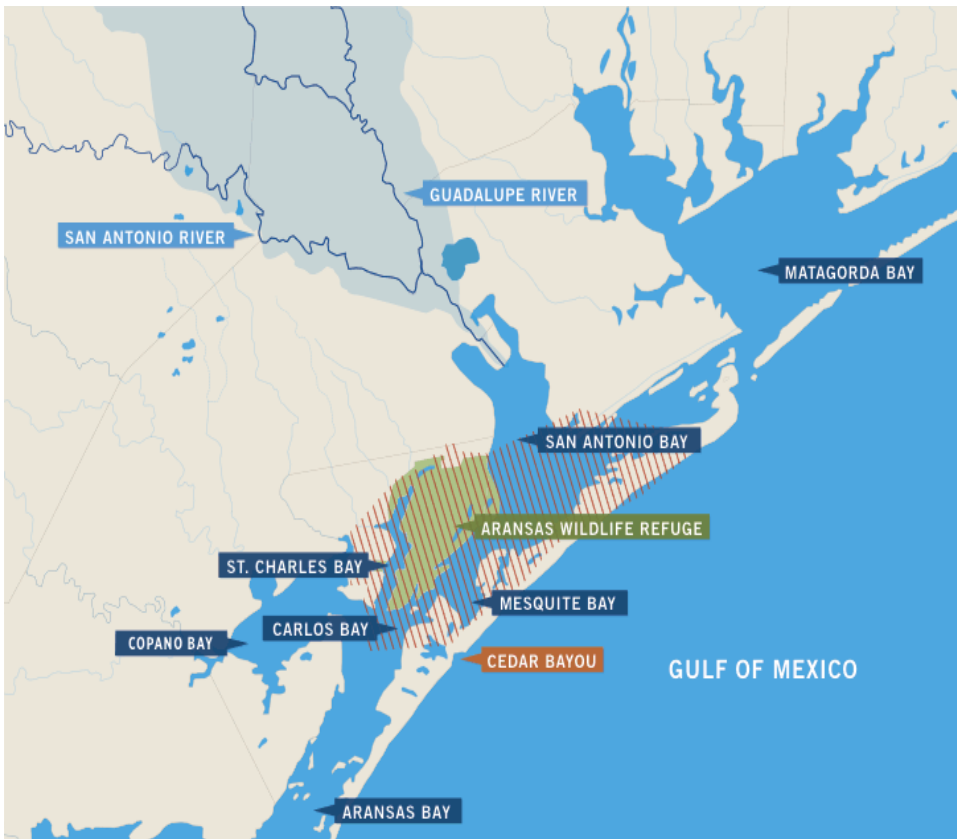 GUADALUPE RIVER
SAN ANTONIO RIVER
MATAGORDA BAY
SAN ANTONIO BAY
ARANSAS WILDLIFE REFUGE
ST. CHARLES BAY
MESQUITE BAY
CARLOS BAY
COPANO BAY
CEDAR BAYOU
GULF OF MEXICO
ARANSAS BAY